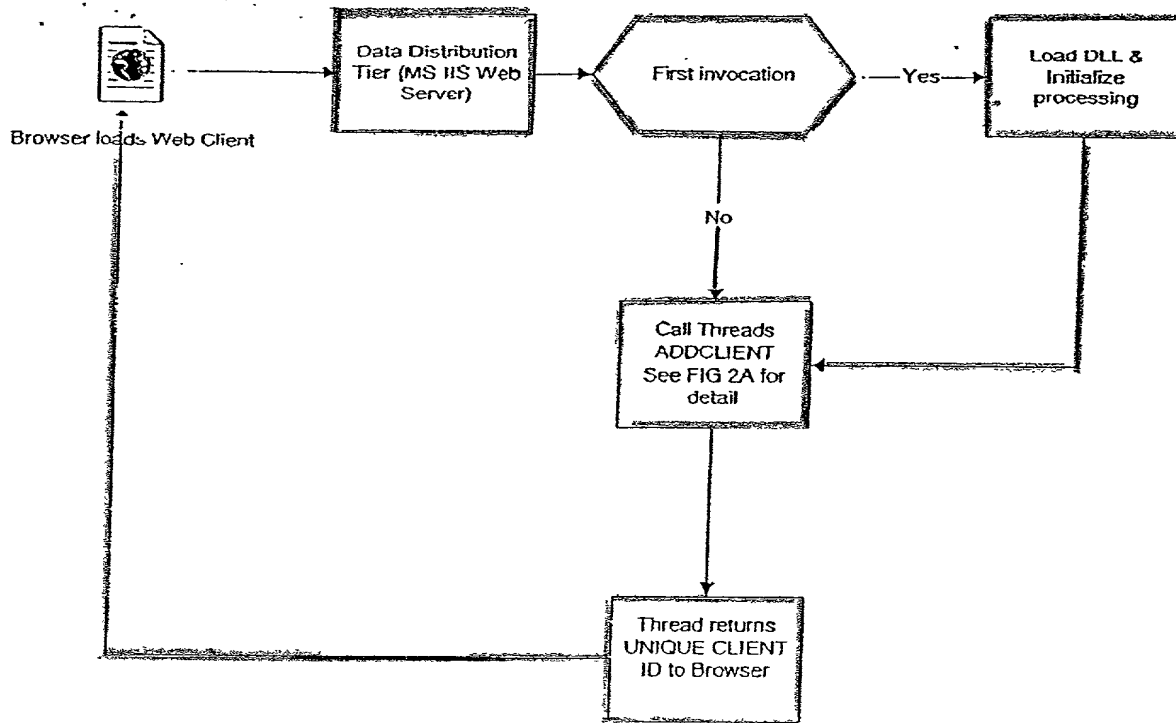 Browser loads Web Client
Data Distribution
Tier (MS IIS Web
Server)
First invocation
Yes
Load DLL &
Initialize
processing
No
Call Threads
ADDCLIENT
See FIG 2A for
detail
Thread returns
UNIQUE CLIENT
ID to Browser